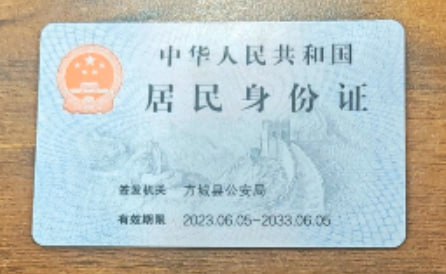 中华人民共和国
居民身份证
签发机关 方城县公安局
有效期限 2023.06.05-2033.06.05